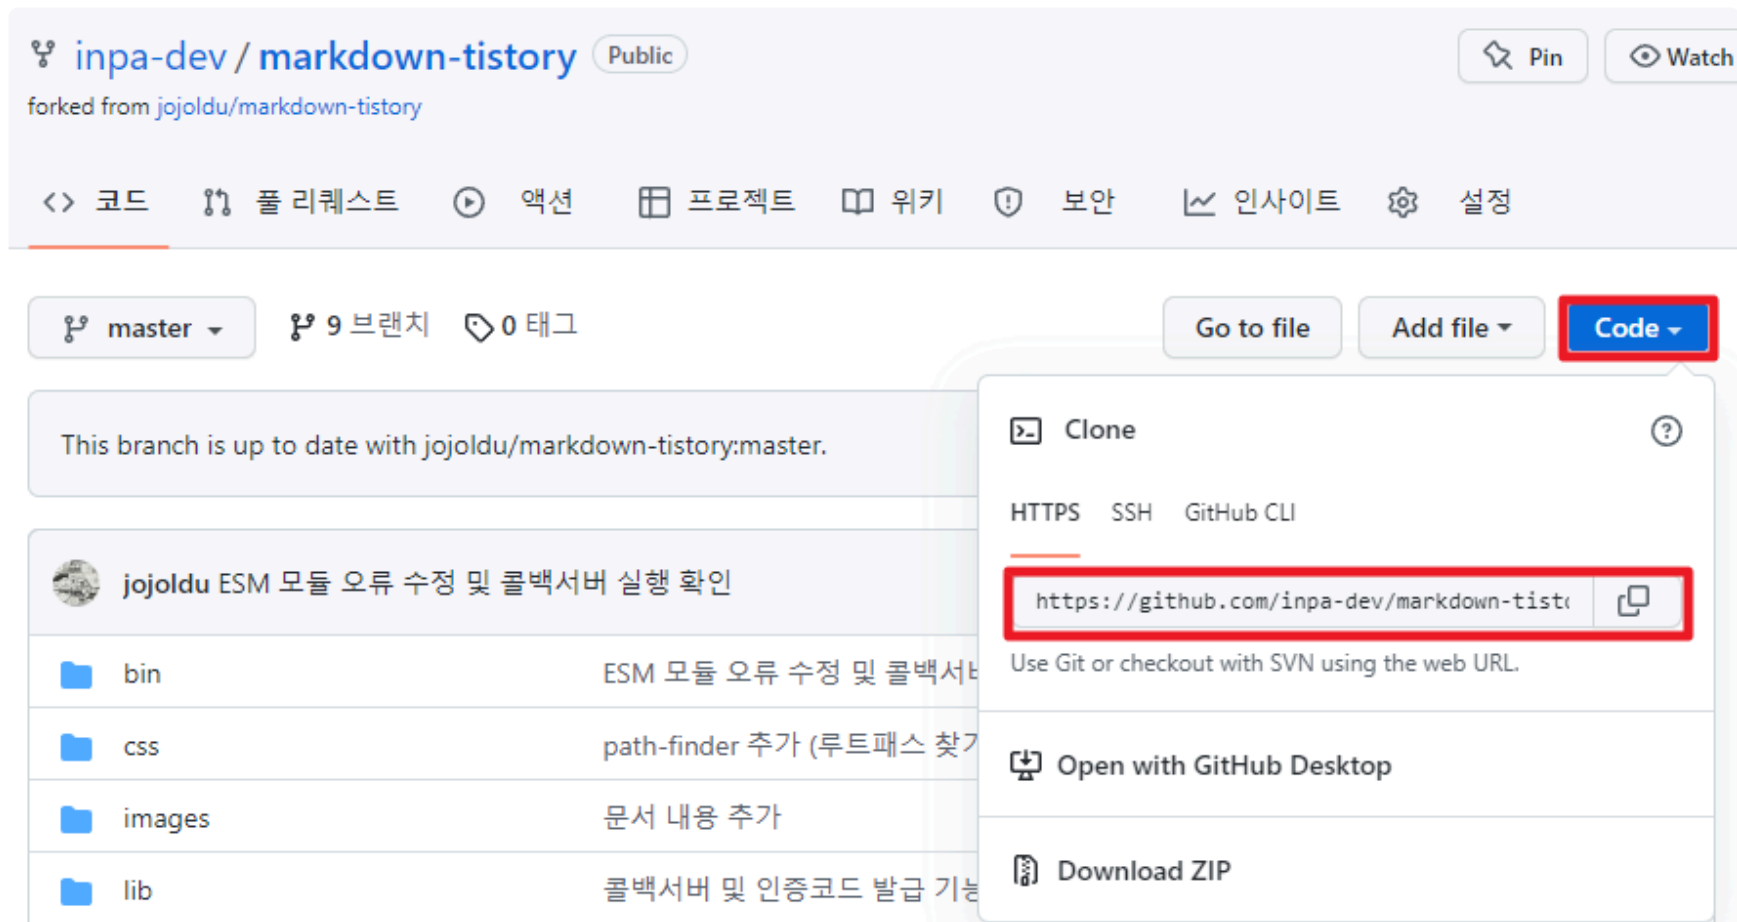 inpa-dev / markdown-tistory Public Pin Watch
forked from jojoldu/markdown-tistory
코드 풀 리퀘스트 액션 프로젝트 위키 보안 인사이트 설정
master 9 브랜치 0 태그 Go to file Add file Code
This branch is up to date with jojoldu/markdown-tistory:master.
Clone
HTTPS SSH GitHub CLI
https://github.com/inpa-dev/markdown-tist
Use Git or checkout with SVN using the web URL.
Open with GitHub Desktop
Download ZIP
jojoldu ESM 모듈 오류 수정 및 콜백서버 실행 확인
bin ESM 모듈 오류 수정 및 콜백서
css path-finder 추가 (루트패스 찾
images 문서 내용 추가
lib 콜백서버 및 인증코드 발급 기